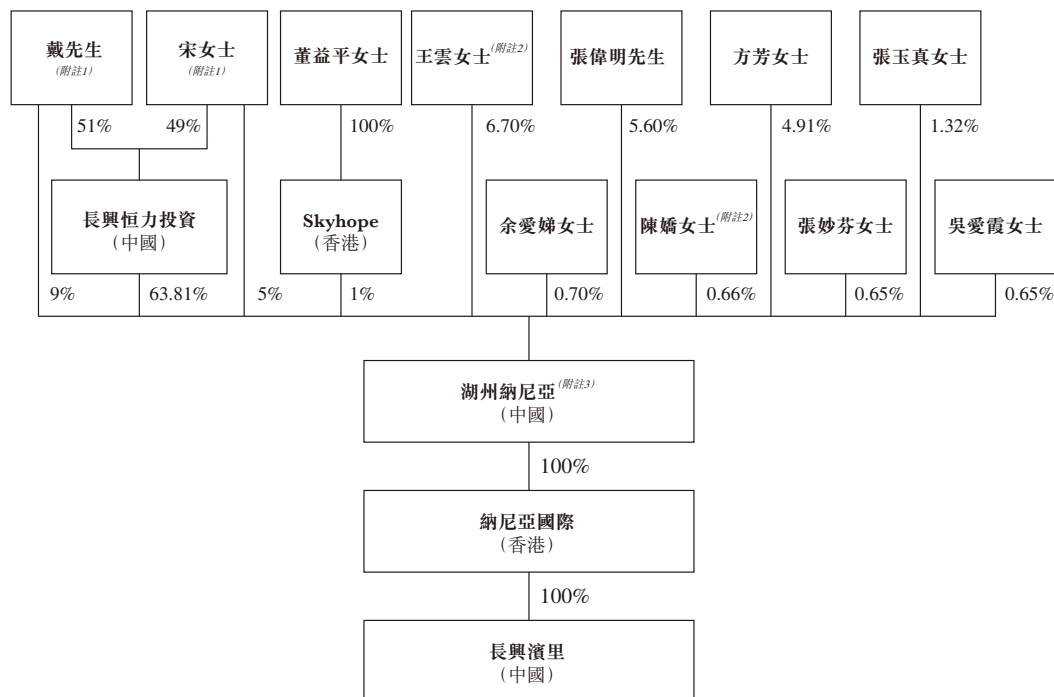 戴先生
(附註1)
宋女士
(附註1)
董益平女士
王雲女士(附註2)
張偉明先生
方芳女士
張玉真女士
51%
49%
100%
6.70%
5.60%
4.91%
1.32%
長興恒力投資
(中國)
Skyhope
(香港)
余愛娣女士
陳嬌女士(附註2)
張妙芬女士
吳愛霞女士
9%
63.81%
5%
1%
0.70%
0.66%
0.65%
0.65%
湖州納尼亞(附註3)
(中國)
100%
納尼亞國際
(香港)
100%
長興濱里
(中國)